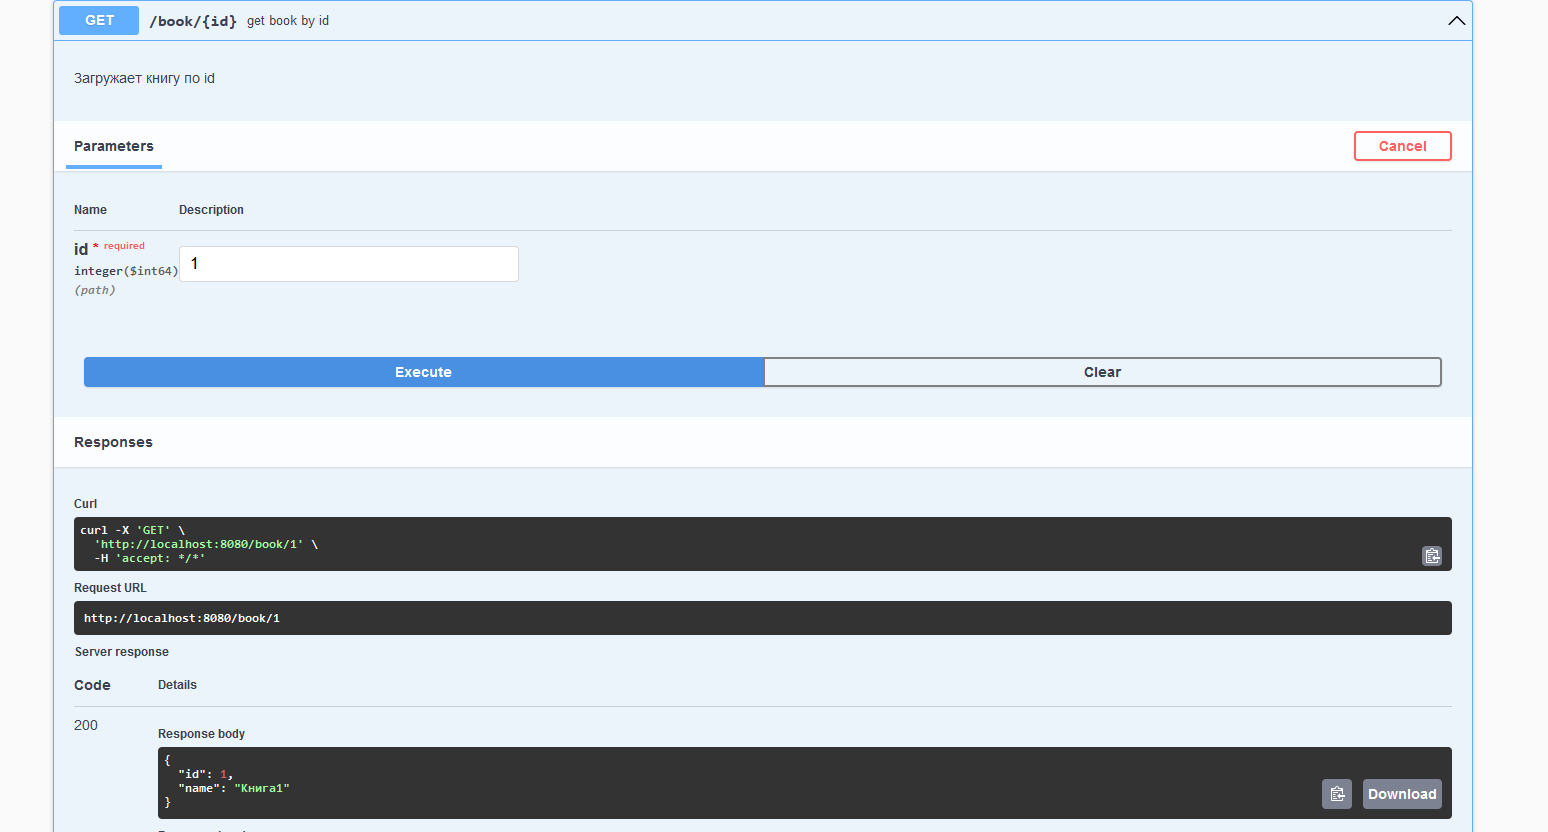 GET /book/{id} get book by id
Загружает книгу по id
Parameters
Cancel
Name Description
id * required
integer($int64)
(path)
1
Execute
Clear
Responses
Curl
curl -X 'GET' \
'http://localhost:8080/book/1' \
-H 'accept: */*'
Request URL
http://localhost:8080/book/1
Server response
Code Details
200
Response body
{
"id": 1,
"name": "Книга1"
}
Download